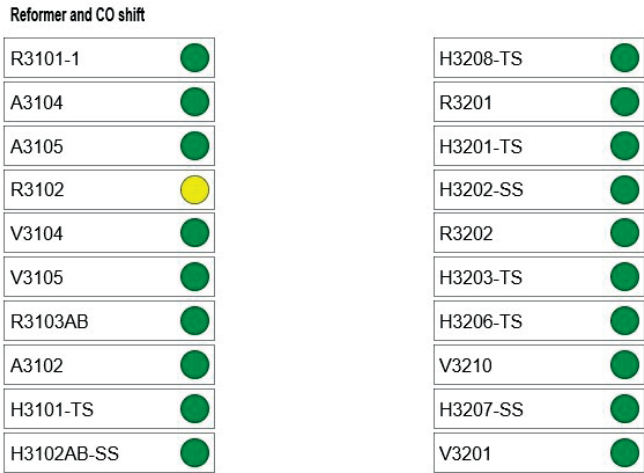 Reformer and CO shift
R3101-1
A3104
A3105
R3102
V3104
V3105
R3103AB
A3102
H3101-TS
H3102AB-SS
H3208-TS
R3201
H3201-TS
H3202-SS
R3202
H3203-TS
H3206-TS
V3210
H3207-SS
V3201